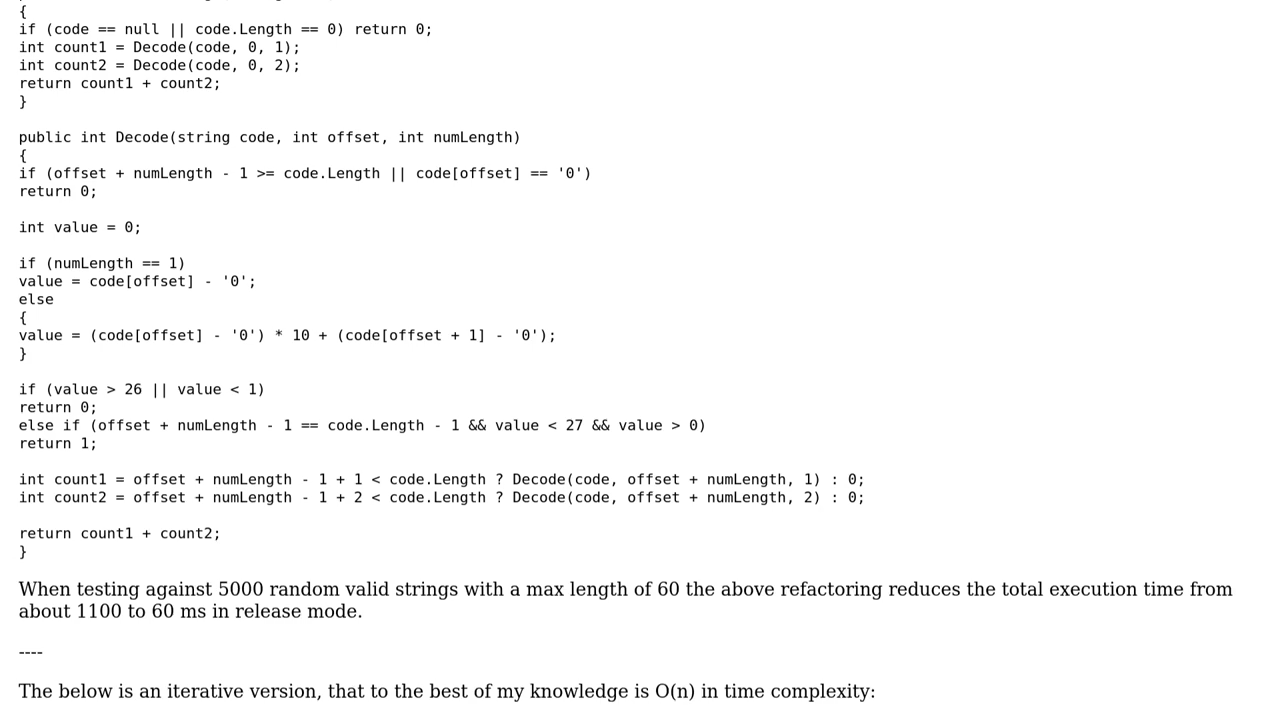 {
if (code == null || code.Length == 0) return 0;
int count1 = Decode(code, 0, 1);
int count2 = Decode(code, 0, 2);
return count1 + count2;
}
public int Decode(string code, int offset, int numLength)
{
if (offset + numLength - 1 >= code.Length || code[offset] == '0')
return 0;
int value = 0;
if (numLength == 1)
value = code[offset] - '0';
else
{
value = (code[offset] - '0') * 10 + (code[offset + 1] - '0');
}
if (value > 26 || value < 1)
return 0;
else if (offset + numLength - 1 == code.Length - 1 && value < 27 && value > 0)
return 1;
int count1 = offset + numLength - 1 + 1 < code.Length ? Decode(code, offset + numLength, 1) : 0;
int count2 = offset + numLength - 1 + 2 < code.Length ? Decode(code, offset + numLength, 2) : 0;
return count1 + count2;
}
When testing against 5000 random valid strings with a max length of 60 the above refactoring reduces the total execution time from
about 1100 to 60 ms in release mode.
----
The below is an iterative version, that to the best of my knowledge is O(n) in time complexity: